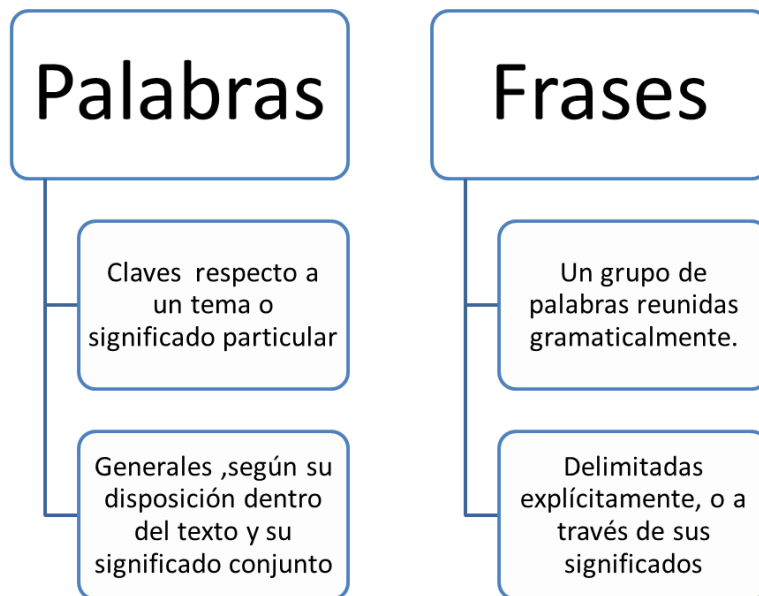 Palabras
Claves respecto a
un tema o
significado particular
Generales ,según su
disposición dentro
del texto y su
significado conjunto
Frases
Un grupo de
palabras reunidas
gramaticalmente.
Delimitadas
explícitamente, o a
través de sus
significados